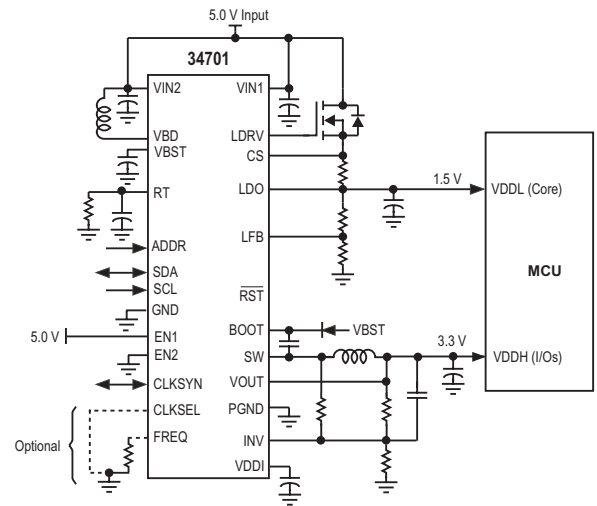 5.0 V Input
34701
VIN2
VIN1
VBD
LDRV
VBST
CS
RT
LDO
1.5 V
VDDL (Core)
ADDR
LFB
SDA
MCU
SCL
RST
GND
5.0 V
EN1
BOOT
VBST
3.3 V
EN2
SW
VDDH (I/Os)
CLKSYN
VOUT
CLKSEL
PGND
Optional
FREQ
INV
VDDI